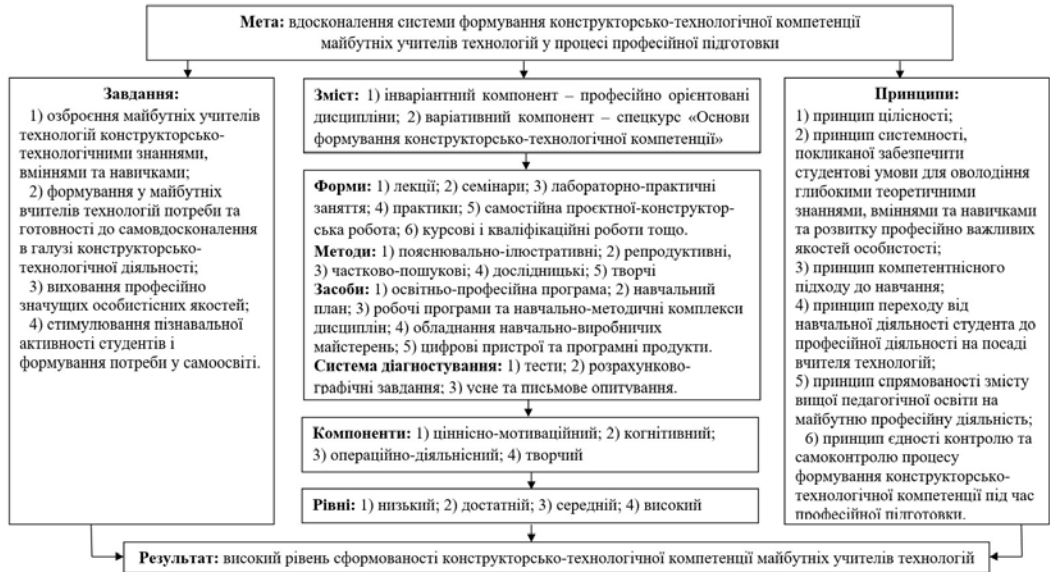 Мета: вдосконалення системи формування конструкторсько-технологічної компетенції
майбутніх учителів технологій у процесі професійної підготовки
Завдання:
1) озброєння майбутніх учителів
технологій конструкторсько-
технологічними знаннями,
вміннями та навичками;
2) формування у майбутніх
вчителів технологій потреби та
готовності до самовдосконалення
в галузі конструкторсько-
технологічної діяльності;
3) виховання професійно
значущих особистісних якостей;
4) стимулювання пізнавальної
активності студентів і
формування потреби у самоосвіті.
Зміст: 1) інваріантний компонент – професійно орієнтовані
дисципліни; 2) варіативний компонент – спецкурс «Основи
формування конструкторсько-технологічної компетенції»
Форми: 1) лекції; 2) семінари; 3) лабораторно-практичні
заняття; 4) практики; 5) самостійна проєктної-конструктор-
ська робота; 6) курсові і кваліфікаційні роботи тощо.
Методи: 1) пояснювально-ілюстративні; 2) репродуктивні,
3) частково-пошукові; 4) дослідницькі; 5) творчі
Засоби: 1) освітньо-професійна програма; 2) навчальний
план; 3) робочі програми та навчально-методичні комплекси
дисциплін; 4) обладнання навчально-виробничих
майстерень; 5) цифрові пристрої та програмні продукти.
Система діагностування: 1) тести; 2) розрахунково-
графічні завдання; 3) усне та письмове опитування.
Компоненти: 1) ціннісно-мотиваційний; 2) когнітивний;
3) операційно-діяльнісний; 4) творчий
Рівні: 1) низький; 2) достатній; 3) середній; 4) високий
Принципи:
1) принцип цілісності;
2) принцип системності,
покликаної забезпечити
студентові умови для оволодіння
глибокими теоретичними
знаннями, вміннями та навичками
та розвитку професійно важливих
якостей особистості;
3) принцип компетентнісного
підходу до навчання;
4) принцип переходу від
навчальної діяльності студента до
професійної діяльності на посаді
вчителя технологій;
5) принцип спрямованості змісту
вищої педагогічної освіти на
майбутню професійну діяльність;
6) принцип єдності контролю та
самоконтролю процесу
формування конструкторсько-
технологічної компетенції під час
професійної підготовки.
Результат: високий рівень сформованості конструкторсько-технологічної компетенції майбутніх учителів технологій